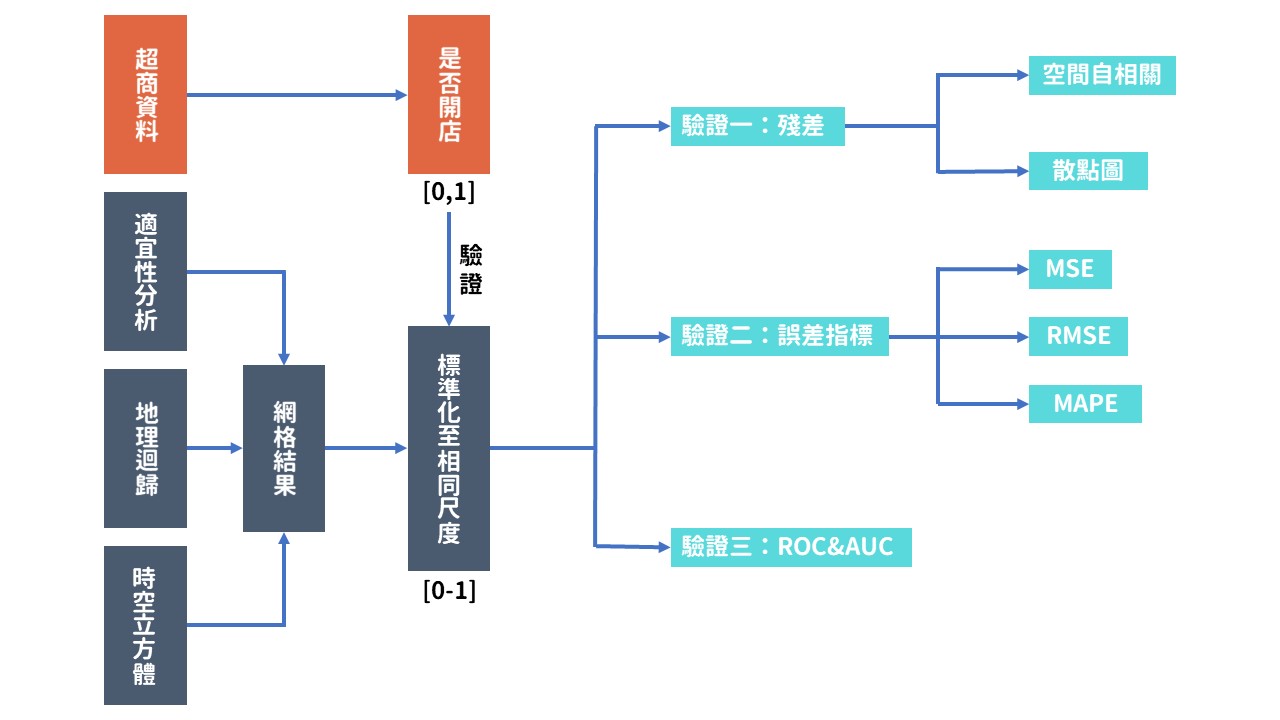 超商資料
是否開店
[0,1]
驗證
適宜性分析
地理迴歸
時空立方體
網格結果
標準化至相同尺度
[0-1]
驗證一：殘差
空間自相關
散點圖
驗證二：誤差指標
MSE
RMSE
MAPE
驗證三：ROC&AUC